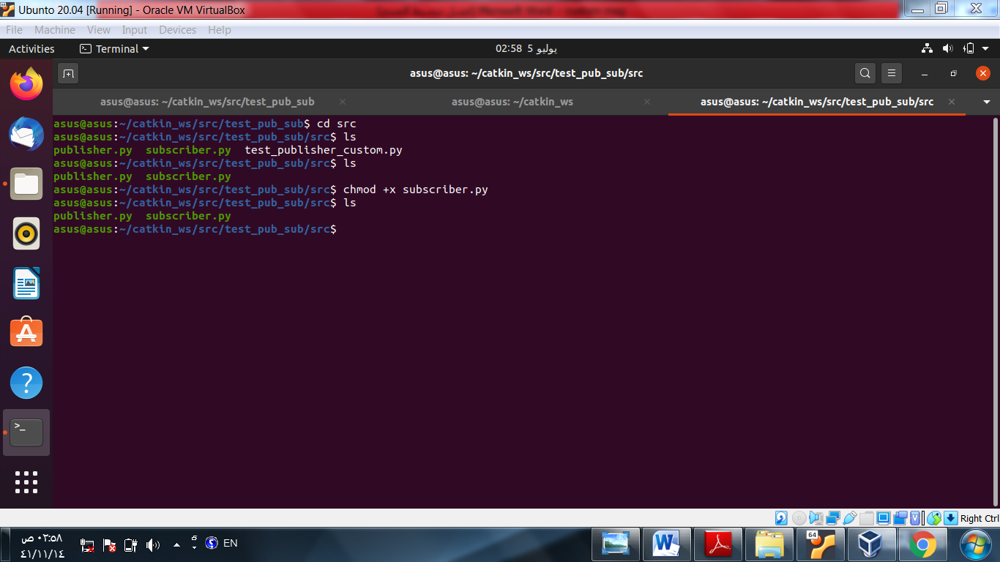 Ubunto 20.04 [Running] - Oracle VM VirtualBox
File Machine View Input Devices Help
Activities Terminal 02:58 5 يوليو
asus@asus: ~/catkin_ws/src/test_pub_sub/src
asus@asus: ~/catkin_ws/src/test_pub_sub × asus@asus: ~/catkin_ws × asus@asus: ~/catkin_ws/src/test_pub_sub/src ×
asus@asus:~/catkin_ws/src/test_pub_sub$ cd src
asus@asus:~/catkin_ws/src/test_pub_sub/src$ ls
publisher.py subscriber.py test_publisher_custom.py
asus@asus:~/catkin_ws/src/test_pub_sub/src$ ls
publisher.py subscriber.py
asus@asus:~/catkin_ws/src/test_pub_sub/src$ chmod +x subscriber.py
asus@asus:~/catkin_ws/src/test_pub_sub/src$ ls
publisher.py subscriber.py
asus@asus:~/catkin_ws/src/test_pub_sub/src$
Right Ctrl
٠٣:٥٨ ص
٤١/١١/١٤
EN
64